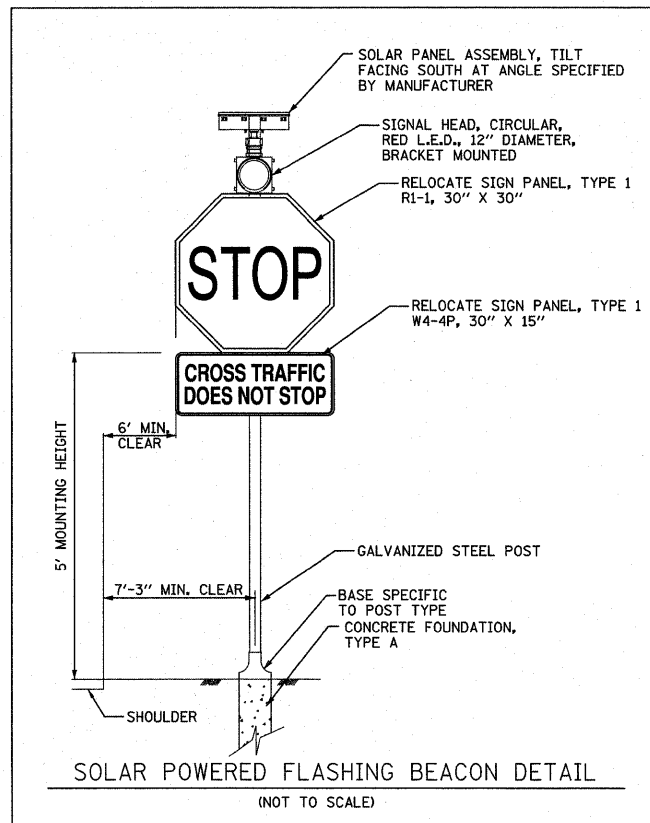 SOLAR PANEL ASSEMBLY, TILT
FACING SOUTH AT ANGLE SPECIFIED
BY MANUFACTURER
SIGNAL HEAD, CIRCULAR,
RED L.E.D., 12" DIAMETER,
BRACKET MOUNTED
RELOCATE SIGN PANEL, TYPE 1
R1-1, 30" X 30"
STOP
RELOCATE SIGN PANEL, TYPE 1
W4-4P, 30" X 15"
CROSS TRAFFIC
DOES NOT STOP
6' MIN.
CLEAR
5' MOUNTING HEIGHT
GALVANIZED STEEL POST
7'-3" MIN. CLEAR
BASE SPECIFIC
TO POST TYPE
CONCRETE FOUNDATION,
TYPE A
SHOULDER
SOLAR POWERED FLASHING BEACON DETAIL
(NOT TO SCALE)